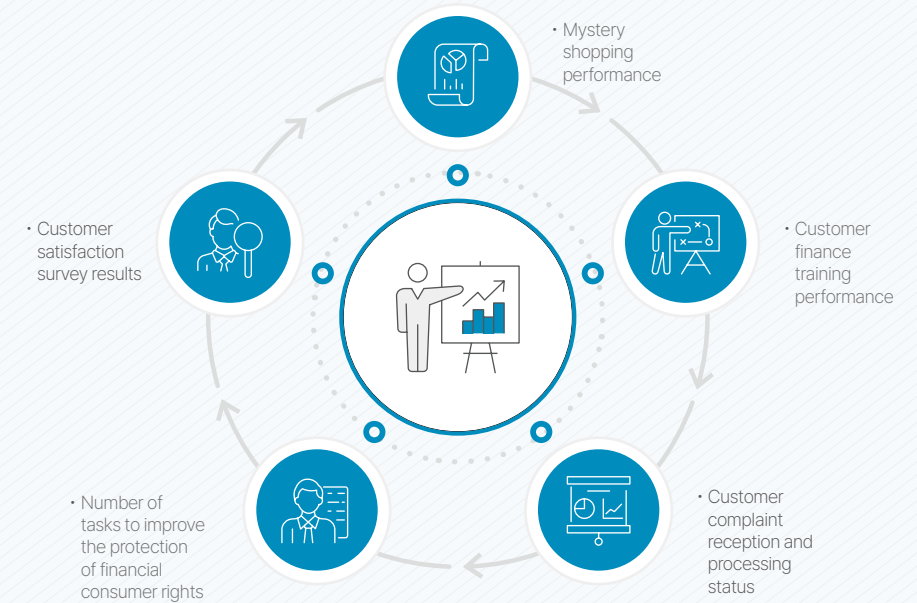 · Mystery
shopping
performance
· Customer
finance
training
performance
· Customer
complaint
reception and
processing
status
· Number of
tasks to improve
the protection
of financial
consumer rights
· Customer
satisfaction
survey results